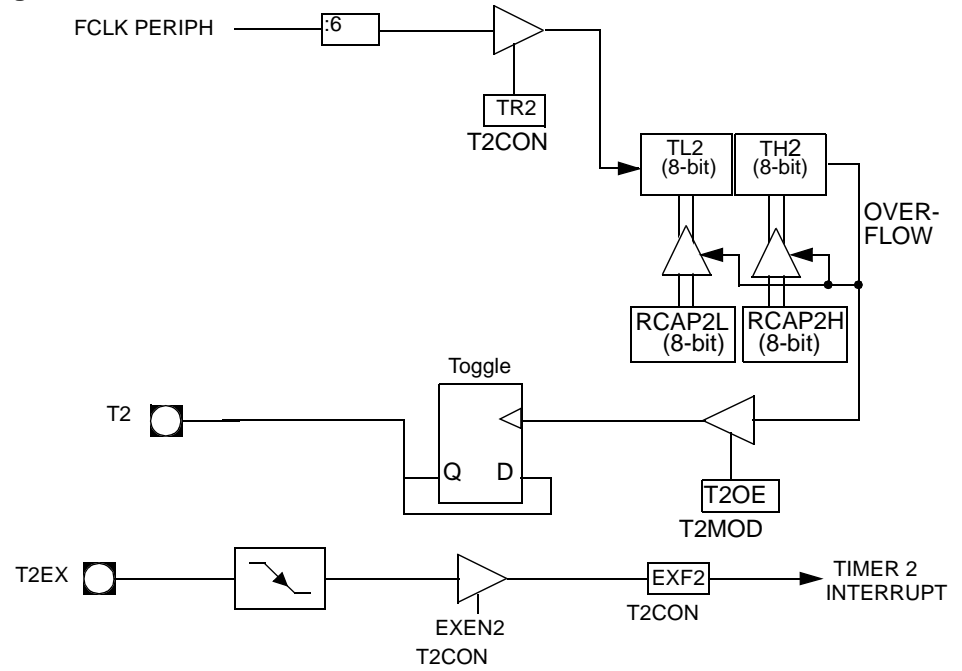 FCLK PERIPH
:6
TR2
T2CON
TL2
(8-bit)
TH2
(8-bit)
OVER-
FLOW
RCAP2L
(8-bit)
RCAP2H
(8-bit)
Toggle
T2
Q
D
T2OE
T2MOD
T2EX
EXEN2
T2CON
EXF2
T2CON
TIMER 2
INTERRUPT